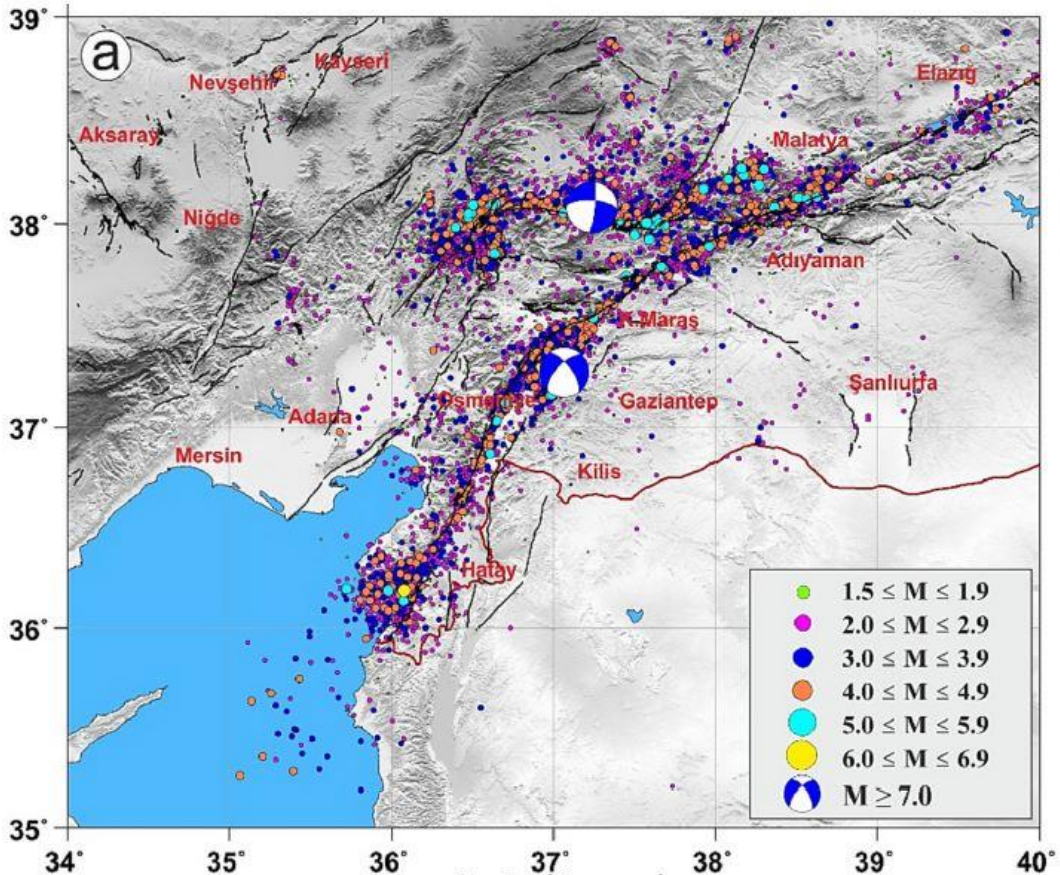 39°
a
Kayseri
Nevşehir
Elazığ
Aksaray
Malatya
Niğde
38°
Adıyaman
K.Maraş
Şanlıurfa
Osmaniye
Gaziantep
Adana
37°
Mersin
Kilis
Hatay
36°
1.5 ≤ M ≤ 1.9
2.0 ≤ M ≤ 2.9
3.0 ≤ M ≤ 3.9
4.0 ≤ M ≤ 4.9
5.0 ≤ M ≤ 5.9
6.0 ≤ M ≤ 6.9
M ≥ 7.0
35°
34° 35° 36° 37° 38° 39° 40°